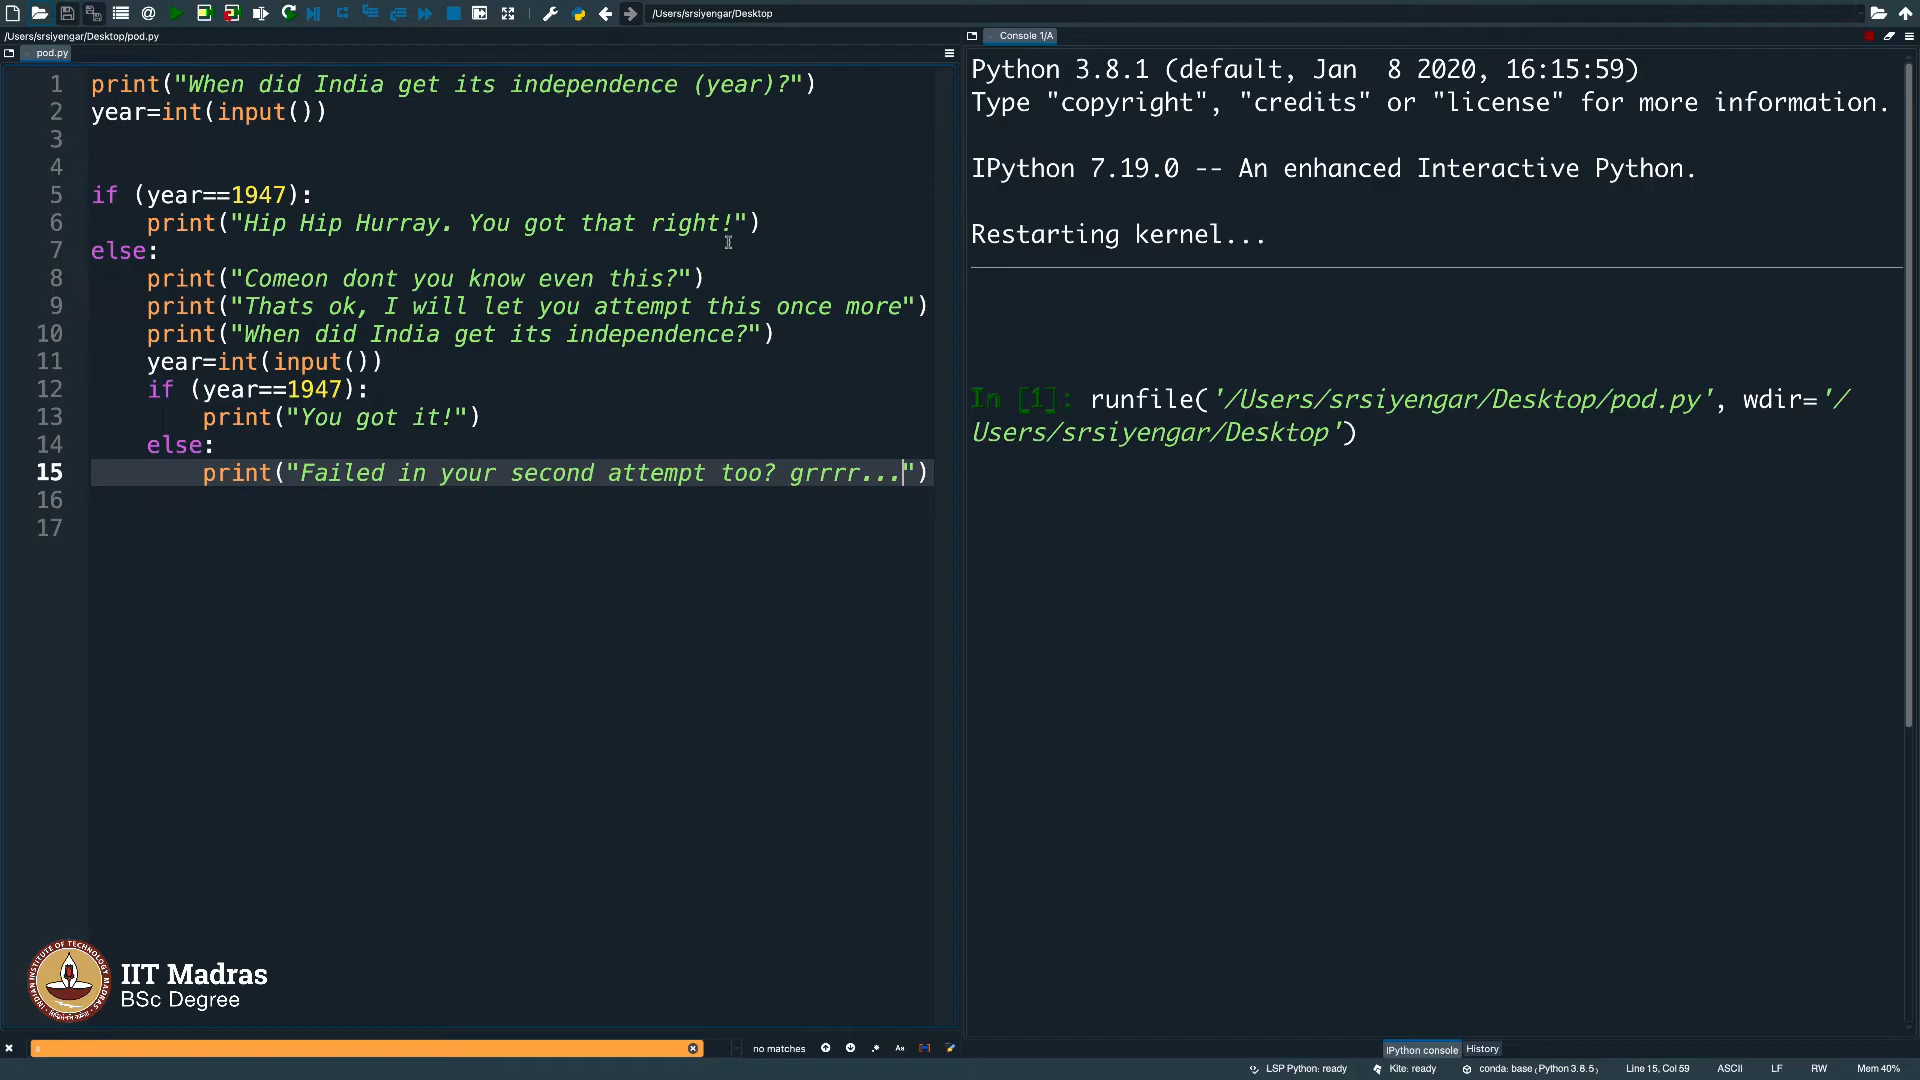 /Users/srsiyengar/Desktop
/Users/srsiyengar/Desktop/pod.py
pod.py
1 print("When did India get its independence (year)?")
2 year=int(input())
3
4
5 if (year==1947):
6     print("Hip Hip Hurray. You got that right!")
7 else:
8     print("Comeon dont you know even this?")
9     print("Thats ok, I will let you attempt this once more")
10     print("When did India get its independence?")
11     year=int(input())
12     if (year==1947):
13         print("You got it!")
14     else:
15         print("Failed in your second attempt too? grrrr...")
16
17
Console 1/A
Python 3.8.1 (default, Jan  8 2020, 16:15:59)
Type "copyright", "credits" or "license" for more information.
IPython 7.19.0 -- An enhanced Interactive Python.
Restarting kernel...
In [1]: runfile('/Users/srsiyengar/Desktop/pod.py', wdir='/
Users/srsiyengar/Desktop')
IIT Madras
BSc Degree
s
no matches
Aa
IPython console
History
LSP Python: ready
Kite: ready
conda: base (Python 3.8.5)
Line 15, Col 59
ASCII
LF
RW
Mem 40%